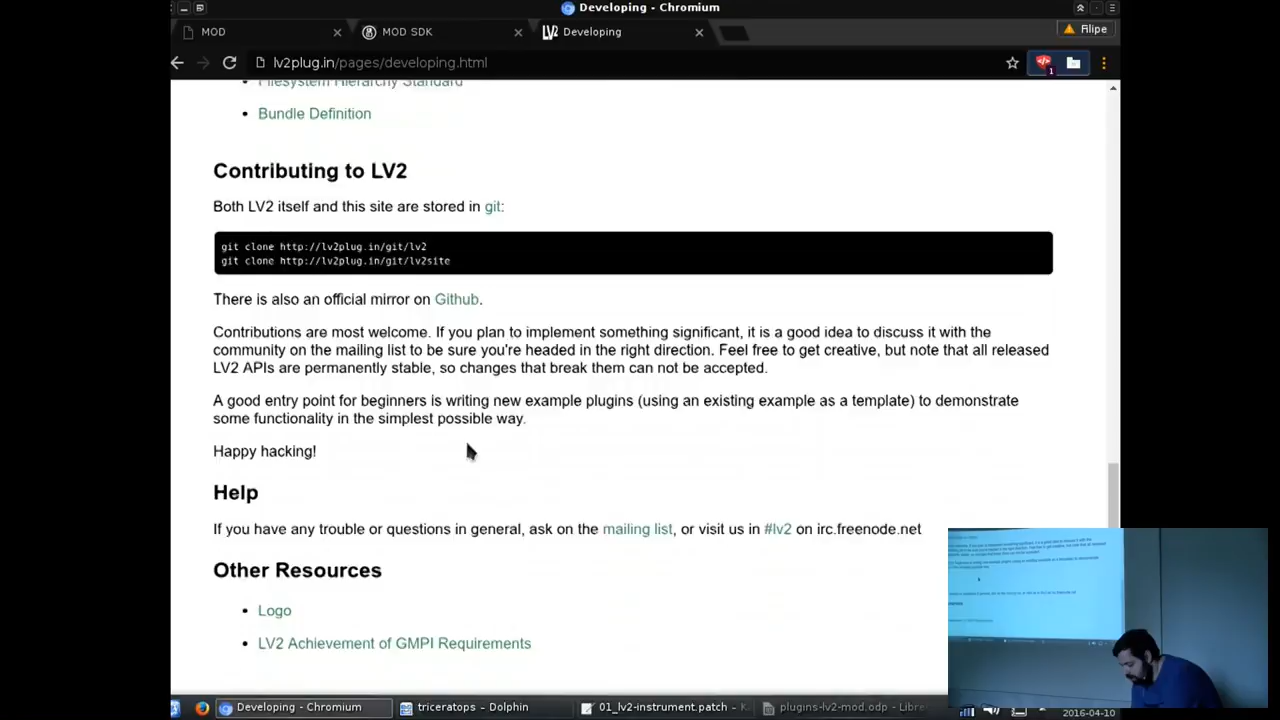 Developing - Chromium
MOD
MOD SDK
Developing
Filipe
lv2plug.in/pages/developing.html
1
Filesystem Hierarchy Standard
Bundle Definition
Contributing to LV2
Both LV2 itself and this site are stored in git:
git clone http://lv2plug.in/git/lv2
git clone http://lv2plug.in/git/lv2site
There is also an official mirror on Github.
Contributions are most welcome. If you plan to implement something significant, it is a good idea to discuss it with the
community on the mailing list to be sure you're headed in the right direction. Feel free to get creative, but note that all released
LV2 APIs are permanently stable, so changes that break them can not be accepted.
A good entry point for beginners is writing new example plugins (using an existing example as a template) to demonstrate
some functionality in the simplest possible way.
Happy hacking!
Help
If you have any trouble or questions in general, ask on the mailing list, or visit us in #lv2 on irc.freenode.net
Other Resources
Logo
LV2 Achievement of GMPI Requirements
Developing - Chromium
triceratops - Dolphin
01_lv2-instrument.patch - K
plugins-lv2-mod.odp - Libre
2016-04-10